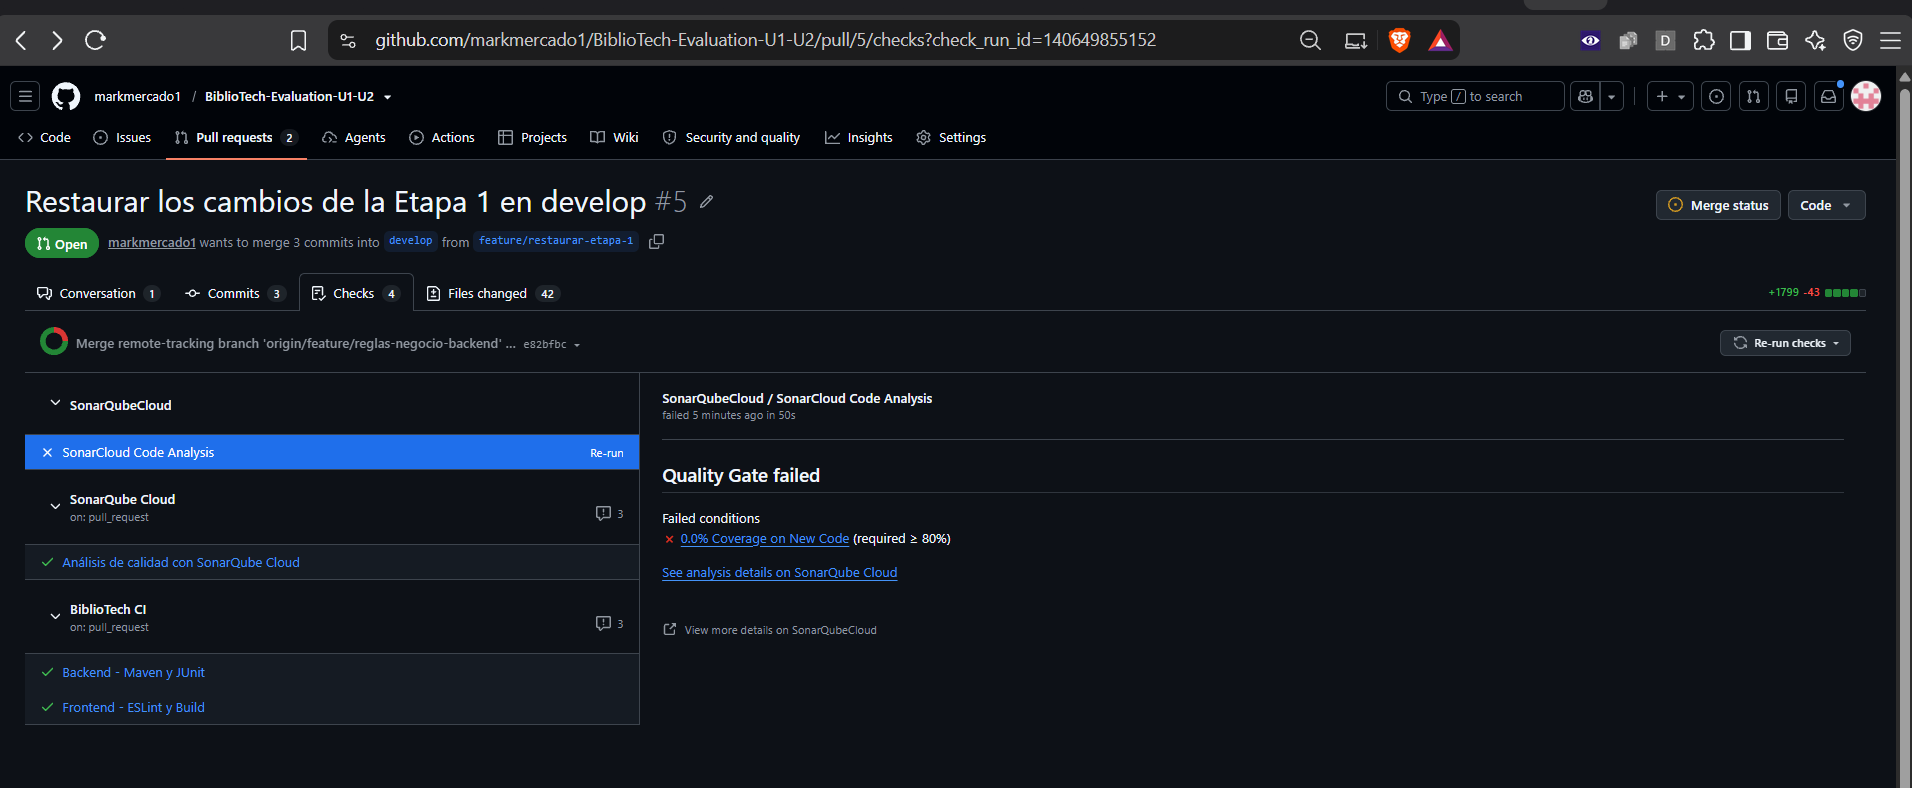 github.com/markmercado1/BiblioTech-Evaluation-U1-U2/pull/5/checks?check_run_id=140649855152
D
markmercado1 / BiblioTech-Evaluation-U1-U2
Type / to search
Code Issues Pull requests 2 Agents Actions Projects Wiki Security and quality Insights Settings
Restaurar los cambios de la Etapa 1 en develop #5
Merge status Code
Open markmercado1 wants to merge 3 commits into develop from feature/restaurar-etapa-1
Conversation 1 Commits 3 Checks 4 Files changed 42
+1799 -43
Merge remote-tracking branch 'origin/feature/reglas-negocio-backend' ... e82bfbc
Re-run checks
SonarQubeCloud
SonarCloud Code Analysis Re-run
SonarQube Cloud
on: pull_request
3
Análisis de calidad con SonarQube Cloud
BiblioTech CI
on: pull_request
3
Backend - Maven y JUnit
Frontend - ESLint y Build
SonarQubeCloud / SonarCloud Code Analysis
failed 5 minutes ago in 50s
Quality Gate failed
Failed conditions
0.0% Coverage on New Code (required ≥ 80%)
See analysis details on SonarQube Cloud
View more details on SonarQubeCloud